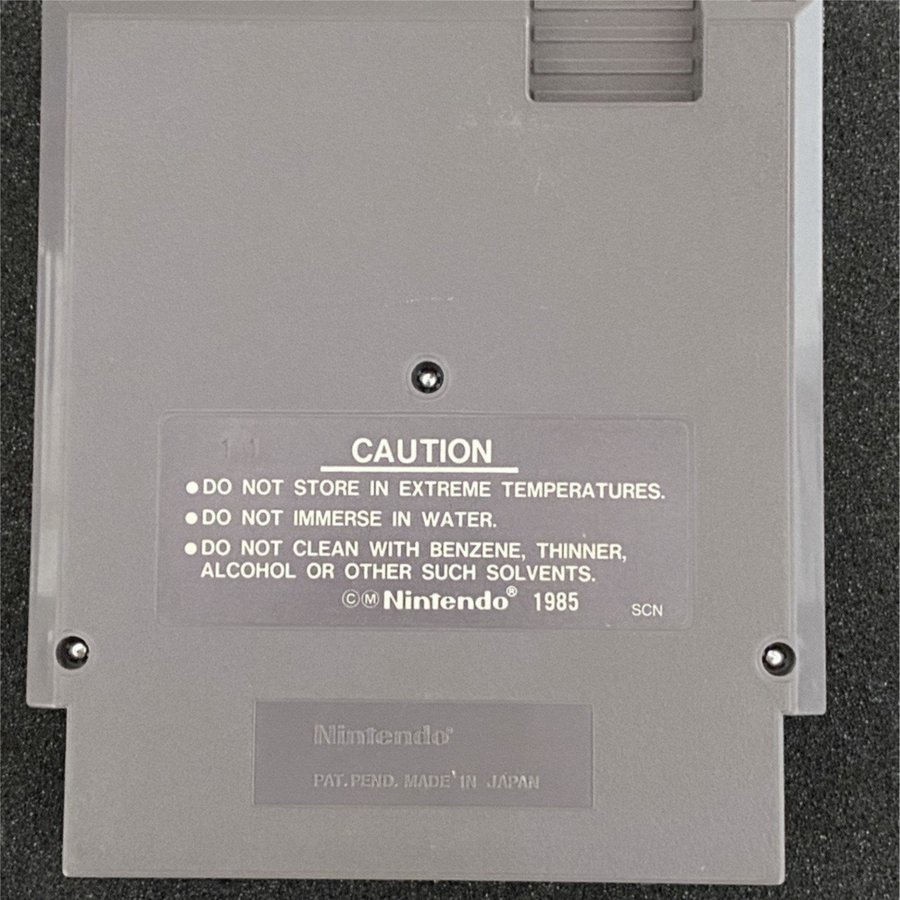 11
CAUTION
●DO NOT STORE IN EXTREME TEMPERATURES.
●DO NOT IMMERSE IN WATER.
●DO NOT CLEAN WITH BENZENE, THINNER,
ALCOHOL OR OTHER SUCH SOLVENTS.
©Ⓜ Nintendo® 1985
SCN
Nintendo®
PAT. PEND. MADE IN JAPAN